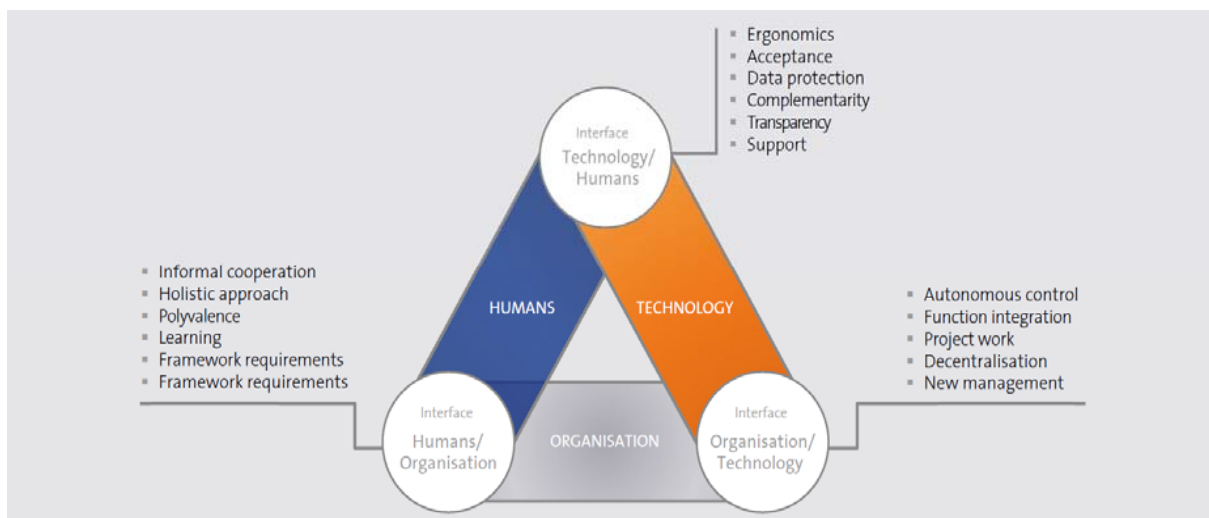 Ergonomics
Acceptance
Data protection
Complementarity
Transparency
Support
Interface
Technology/
Humans
Informal cooperation
Holistic approach
Polyvalence
Learning
Framework requirements
Framework requirements
HUMANS
TECHNOLOGY
Autonomous control
Function integration
Project work
Decentralisation
New management
Interface
Humans/
Organisation
ORGANISATION
Interface
Organisation/
Technology